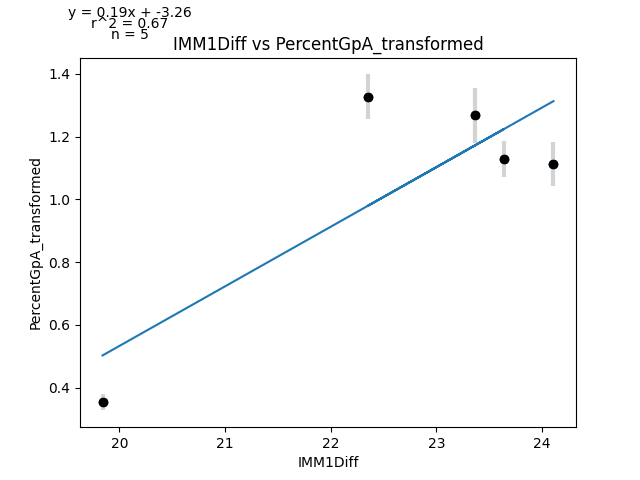 y = 0.19x + -3.26
r^2 = 0.67
n = 5
IMM1Diff vs PercentGpA_transformed
PercentGpA_transformed
1.4
1.2
1.0
0.8
0.6
0.4
20 21 22 23 24
IMM1Diff